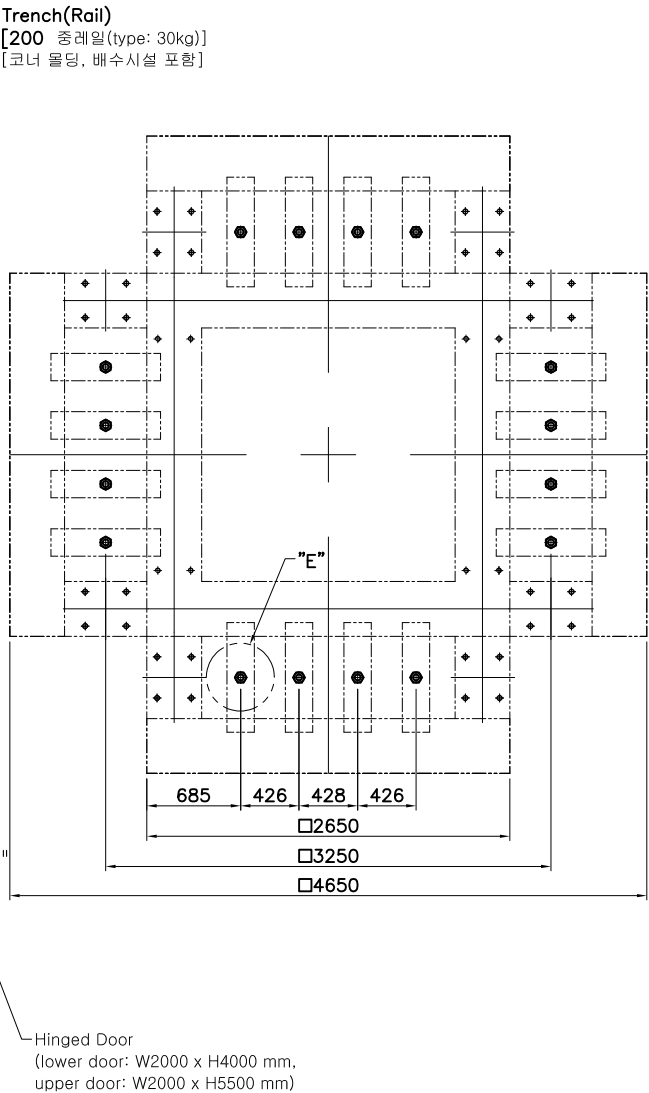 Trench(Rail)
[200 중레일(type: 30kg)]
[코너 몰딩, 배수시설 포함]
"E"
685 426 428 426
□2650
□3250
"
□4650
Hinged Door
(lower door: W2000 x H4000 mm,
upper door: W2000 x H5500 mm)